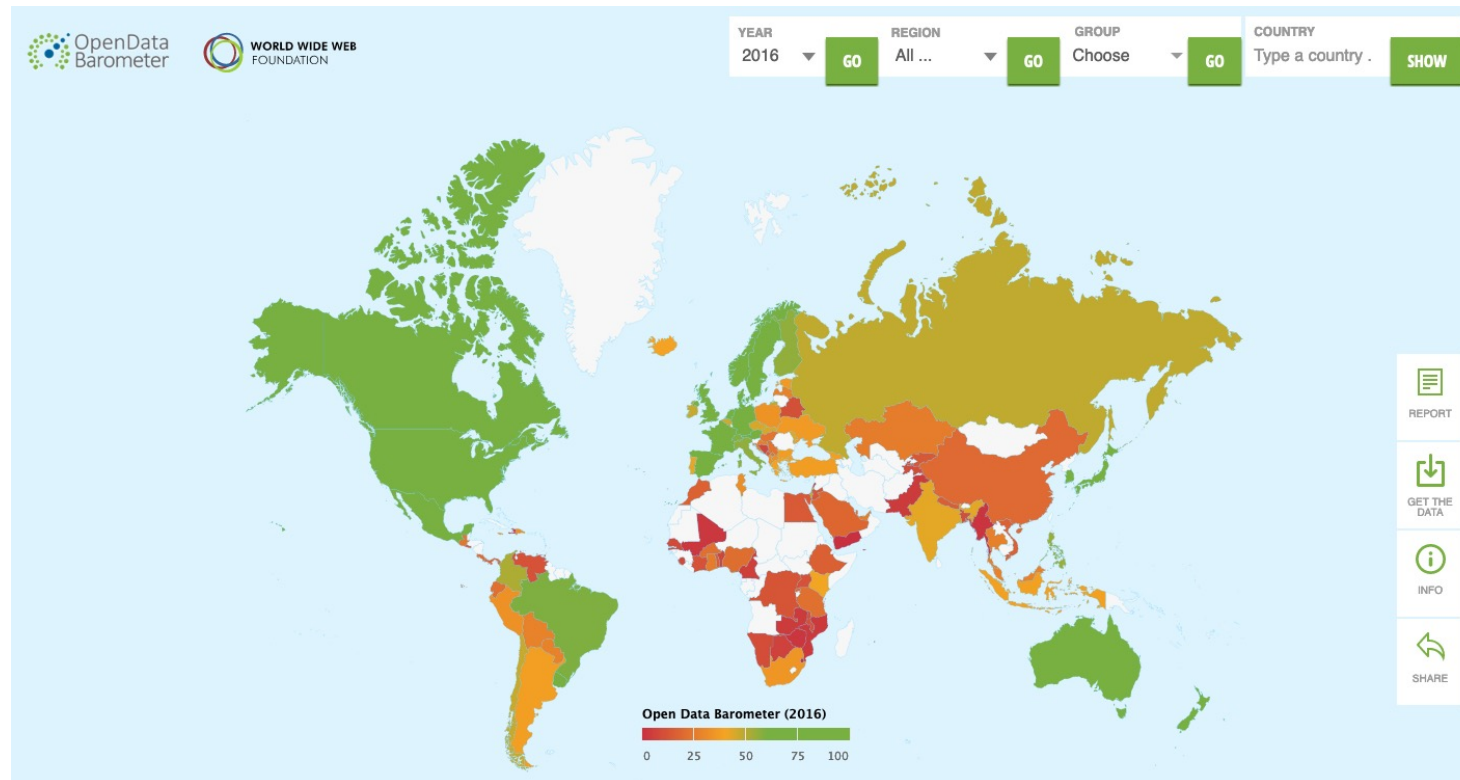 OpenData
Barometer
WORLD WIDE WEB
FOUNDATION
YEAR
2016
GO
REGION
All ...
GO
GROUP
Choose
GO
COUNTRY
Type a country .
SHOW
REPORT
GET THE
DATA
INFO
SHARE
Open Data Barometer (2016)
0 25 50 75 100